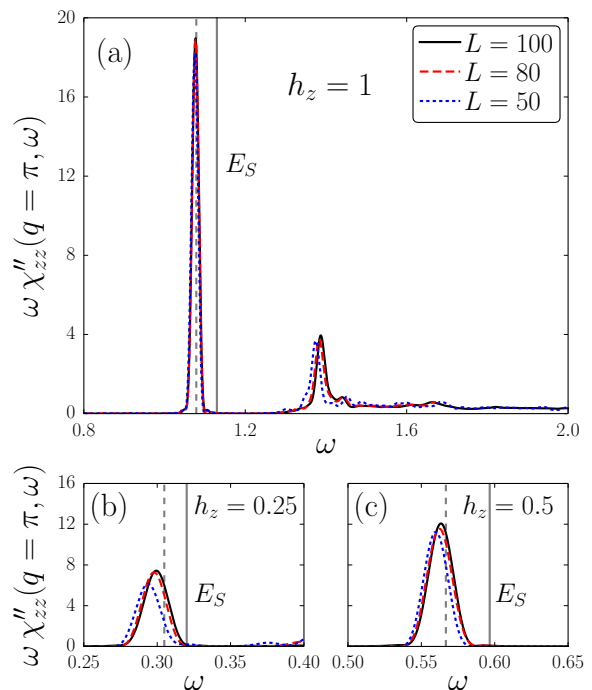 (a)
h_z = 1
L = 100
L = 80
L = 50
E_S
ω χ''_{zz}(q = π, ω)
20
16
12
8
4
0
0.8 1.2 1.6 2.0
ω
(b) h_z = 0.25
E_S
ω χ''_{zz}(q = π, ω)
16
12
8
4
0
0.25 0.30 0.35 0.40
ω
(c) h_z = 0.5
E_S
0.50 0.55 0.60 0.65
ω